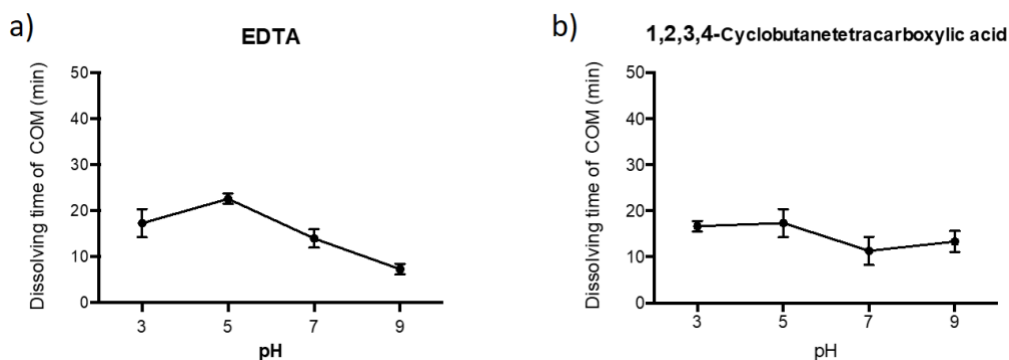 a)
EDTA
Dissolving time of COM (min)
50
40
30
20
10
0
3 5 7 9
pH
b)
1,2,3,4-Cyclobutanetetracarboxylic acid
Dissolving time of COM (min)
50
40
30
20
10
0
3 5 7 9
pH